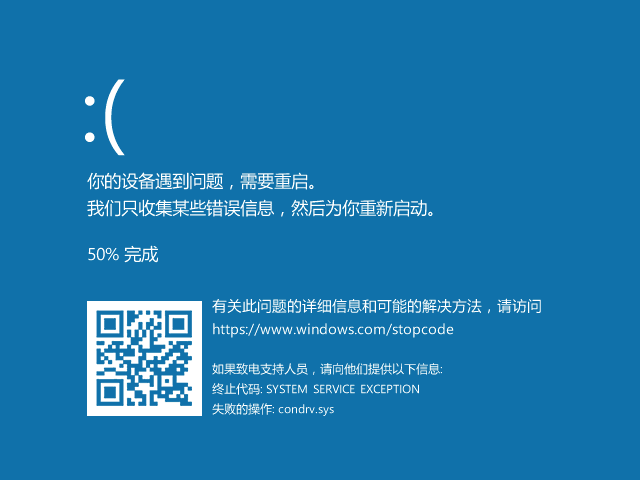 :(
你的设备遇到问题，需要重启。
我们只收集某些错误信息，然后为你重新启动。
50% 完成
有关此问题的详细信息和可能的解决方法，请访问
https://www.windows.com/stopcode
如果致电支持人员，请向他们提供以下信息:
终止代码: SYSTEM SERVICE EXCEPTION
失败的操作: condrv.sys